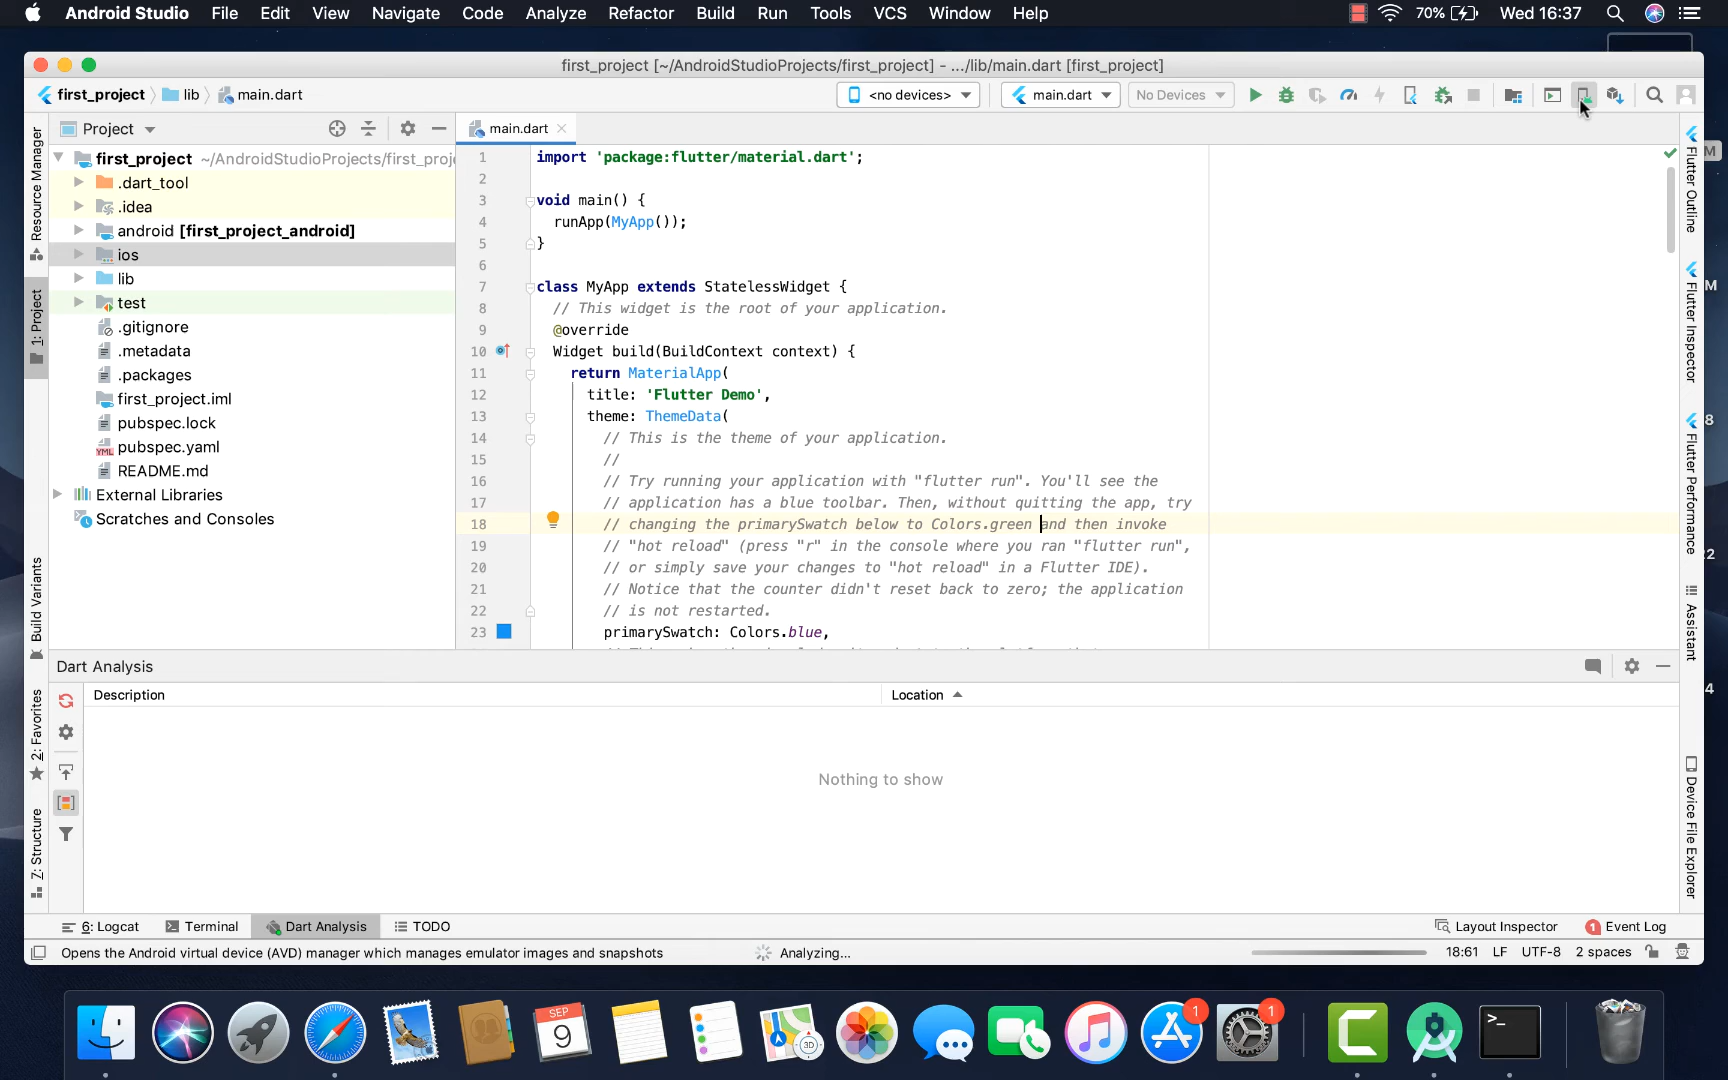 Android Studio File Edit View Navigate Code Analyze Refactor Build Run Tools VCS Window Help 70% Wed 16:37
first_project [~/AndroidStudioProjects/first_project] - .../lib/main.dart [first_project]
first_project lib main.dart <no devices> main.dart No Devices
Project main.dart
first_project ~/AndroidStudioProjects/first_proj
.dart_tool
.idea
android [first_project_android]
ios
lib
test
.gitignore
.metadata
.packages
first_project.iml
pubspec.lock
YML pubspec.yaml
README.md
External Libraries
Scratches and Consoles
1 import 'package:flutter/material.dart';
2
3 void main() {
4 runApp(MyApp());
5 }
6
7 class MyApp extends StatelessWidget {
8 // This widget is the root of your application.
9 @override
10 Widget build(BuildContext context) {
11 return MaterialApp(
12 title: 'Flutter Demo',
13 theme: ThemeData(
14 // This is the theme of your application.
15 //
16 // Try running your application with "flutter run". You'll see the
17 // application has a blue toolbar. Then, without quitting the app, try
18 // changing the primarySwatch below to Colors.green and then invoke
19 // "hot reload" (press "r" in the console where you ran "flutter run",
20 // or simply save your changes to "hot reload" in a Flutter IDE).
21 // Notice that the counter didn't reset back to zero; the application
22 // is not restarted.
23 primarySwatch: Colors.blue,
Resource Manager
1: Project
Build Variants
2: Favorites
Z: Structure
Flutter Outline
Flutter Inspector
Flutter Performance
Assistant
Device File Explorer
M
M
8
2
4
Dart Analysis
Description Location
Nothing to show
6: Logcat Terminal Dart Analysis TODO Layout Inspector 1 Event Log
Opens the Android virtual device (AVD) manager which manages emulator images and snapshots Analyzing... 18:61 LF UTF-8 2 spaces
SEP
9
3D
1
1
>_